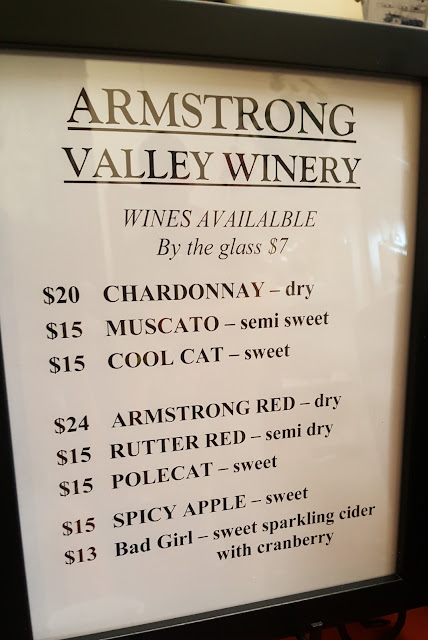 ARMSTRONG
VALLEY WINERY
WINES AVAILALBLE
By the glass $7
$20 CHARDONNAY – dry
$15 MUSCATO – semi sweet
$15 COOL CAT – sweet
$24 ARMSTRONG RED – dry
$15 RUTTER RED – semi dry
$15 POLECAT – sweet
$15 SPICY APPLE – sweet
$13 Bad Girl – sweet sparkling cider
with cranberry